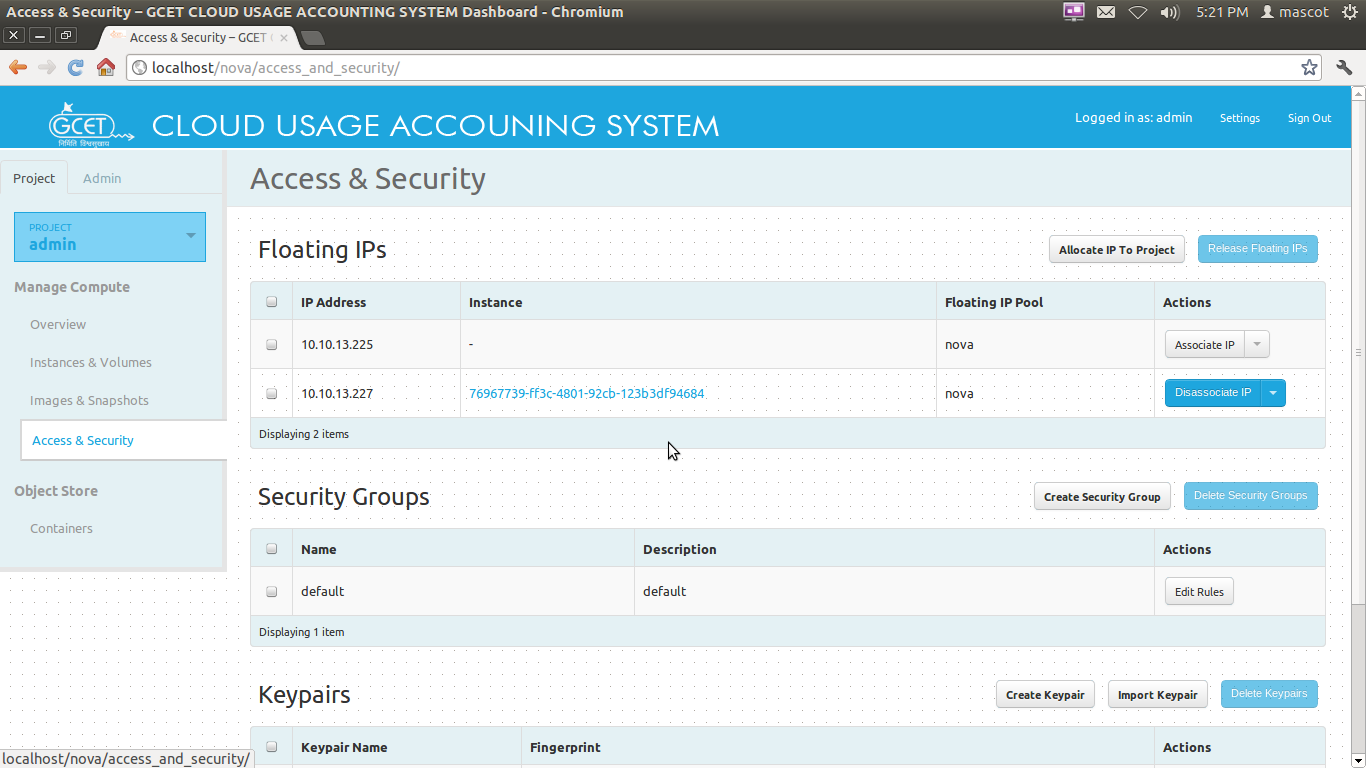 Access & Security – GCET CLOUD USAGE ACCOUNTING SYSTEM Dashboard - Chromium
5:21 PM mascot
Access & Security – GCET
localhost/nova/access_and_security/
GCET
CLOUD USAGE ACCOUNING SYSTEM
Logged in as: admin Settings Sign Out
Project Admin
Access & Security
PROJECT
admin
Manage Compute
Overview
Instances & Volumes
Images & Snapshots
Access & Security
Object Store
Containers
Floating IPs Allocate IP To Project Release Floating IPs
IP Address Instance Floating IP Pool Actions
10.10.13.225 - nova Associate IP
10.10.13.227 76967739-ff3c-4801-92cb-123b3df94684 nova Disassociate IP
Displaying 2 items
Security Groups Create Security Group Delete Security Groups
Name Description Actions
default default Edit Rules
Displaying 1 item
Keypairs Create Keypair Import Keypair Delete Keypairs
Keypair Name Fingerprint Actions
localhost/nova/access_and_security/